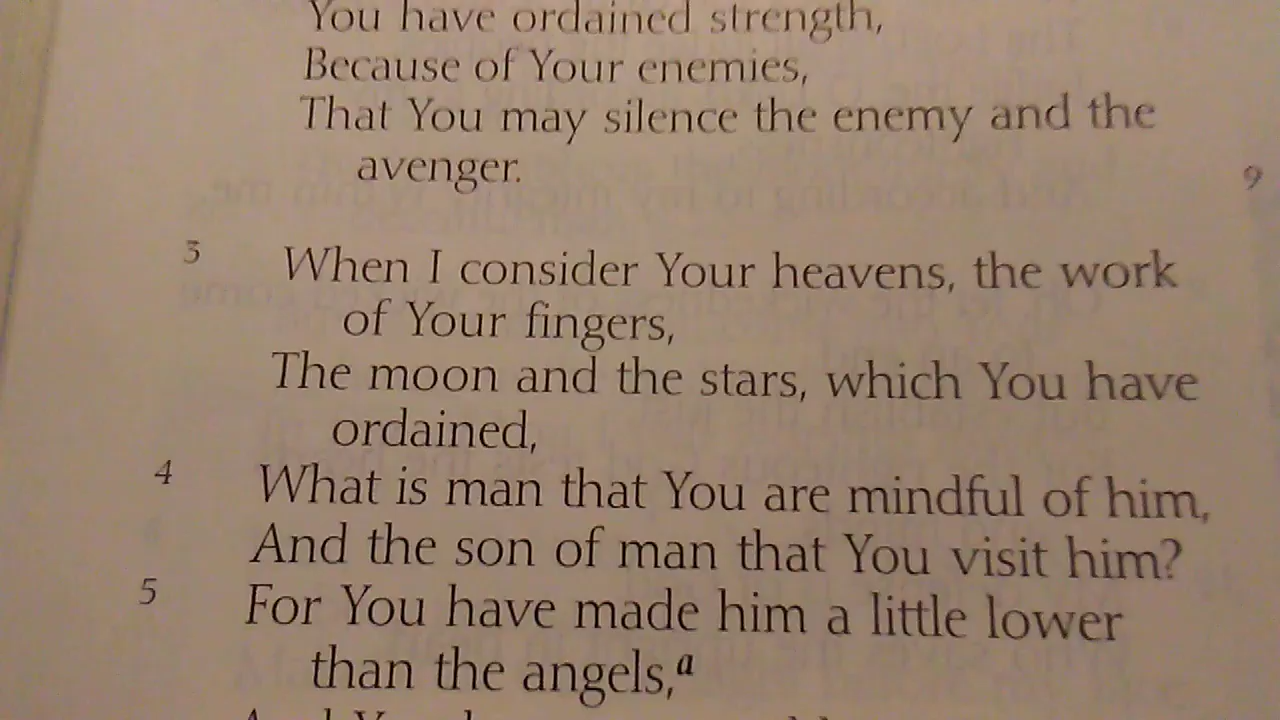 You have ordained strength,
Because of Your enemies,
That You may silence the enemy and the
avenger.
9
3 When I consider Your heavens, the work
of Your fingers,
The moon and the stars, which You have
ordained,
4 What is man that You are mindful of him,
And the son of man that You visit him?
5 For You have made him a little lower
than the angels,a